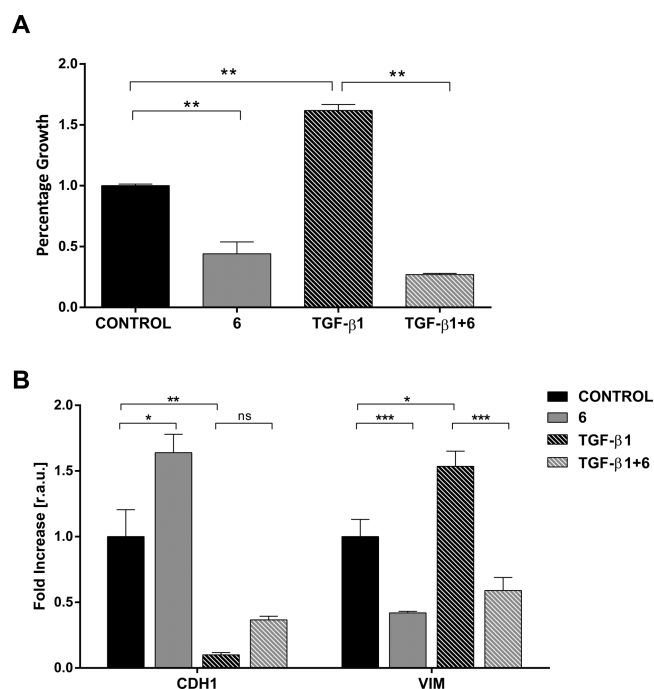 A
Percentage Growth
2.0
1.5
1.0
0.5
0.0
**
**
**
CONTROL
6
TGF-β1
TGF-β1+6
B
Fold Increase [r.a.u.]
2.0
1.5
1.0
0.5
0.0
**
*
ns
*
***
***
CDH1
VIM
CONTROL
6
TGF-β1
TGF-β1+6